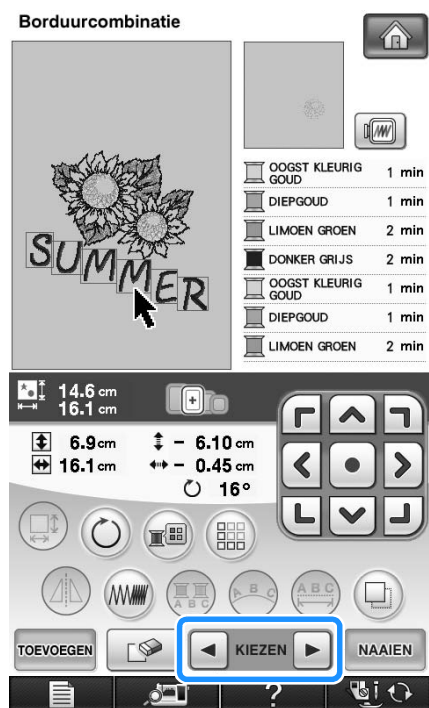 Borduurcombinatie
OOGST KLEURIG
GOUD
1 min
DIEPGOUD 1 min
LIMOEN GROEN 2 min
DONKER GRIJS 2 min
OOGST KLEURIG
GOUD
1 min
DIEPGOUD 1 min
LIMOEN GROEN 2 min
SUMMER
14.6 cm
16.1 cm
6.9 cm - 6.10 cm
16.1 cm - 0.45 cm
16°
A B C A B C A B C
TOEVOEGEN KIEZEN NAAIEN
?